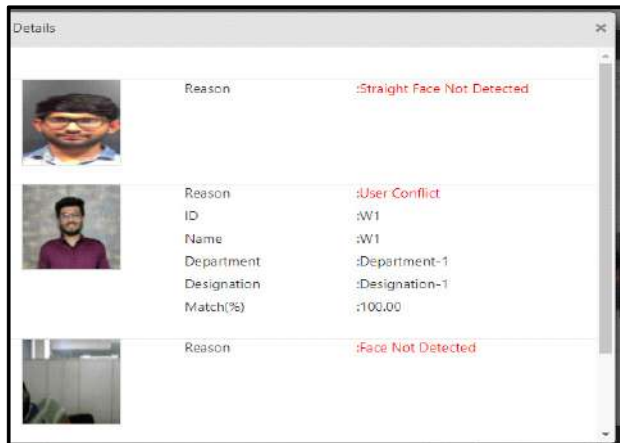 Details
Reason :Straight Face Not Detected
Reason :User Conflict
ID :W1
Name :W1
Department :Department-1
Designation :Designation-1
Match(%) :100.00
Reason :Face Not Detected